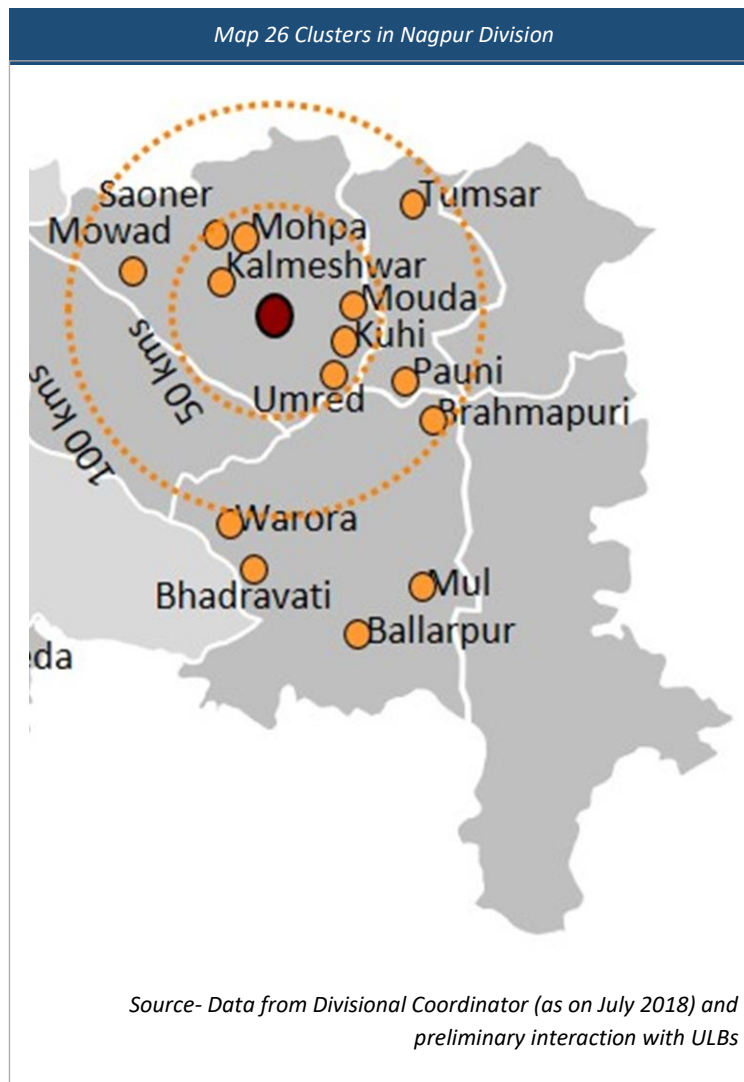 Map 26 Clusters in Nagpur Division
Saoner
Tumsar
Mowad
Mohpa
Kalmeshwar
Mouda
50 kms
Kuhi
Pauni
Umred
Brahmapuri
100 kms
Warora
Bhadravati
Mul
Ballarpur
eda
Source- Data from Divisional Coordinator (as on July 2018) and
preliminary interaction with ULBs